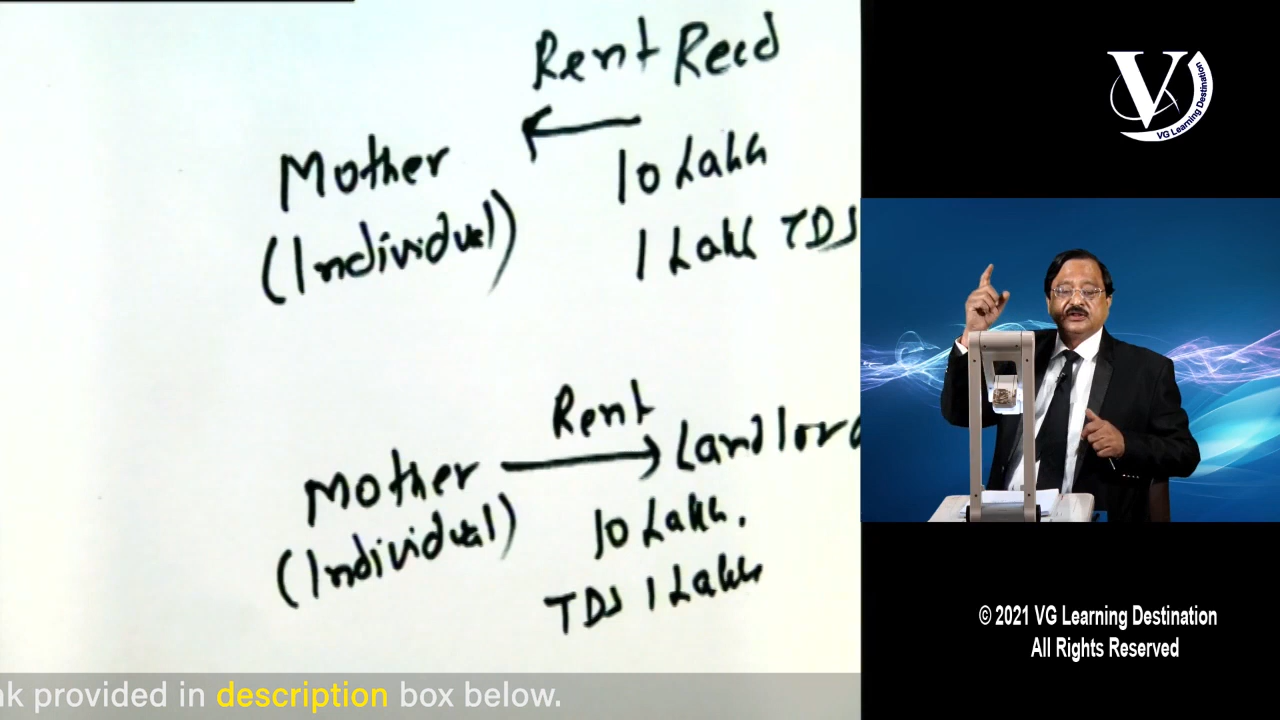 Rent Recd
Mother
10 Lakh
(Individual)
1 Lakh TDS
Rent
Mother
Landlord
(Individual)
10 Lakh.
TDS 1 Lakh
V
VG Learning Destination
© 2021 VG Learning Destination
All Rights Reserved
nk provided in description box below.